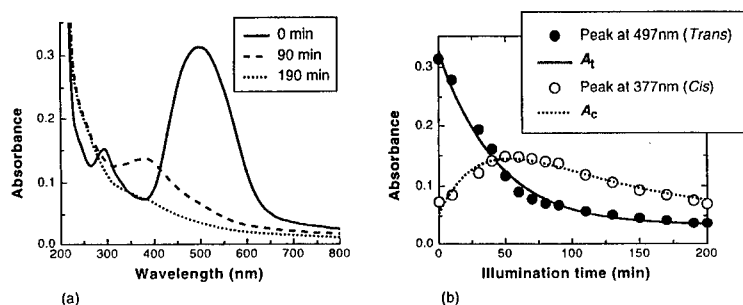 0 min
90 min
190 min
0.3
0.2
0.1
0.0
200 300 400 500 600 700 800
Absorbance
Wavelength (nm)
(a)
Peak at 497nm (Trans)
At
Peak at 377nm (Cis)
Ac
0.3
0.2
0.1
0.0
0 50 100 150 200
Absorbance
Illumination time (min)
(b)